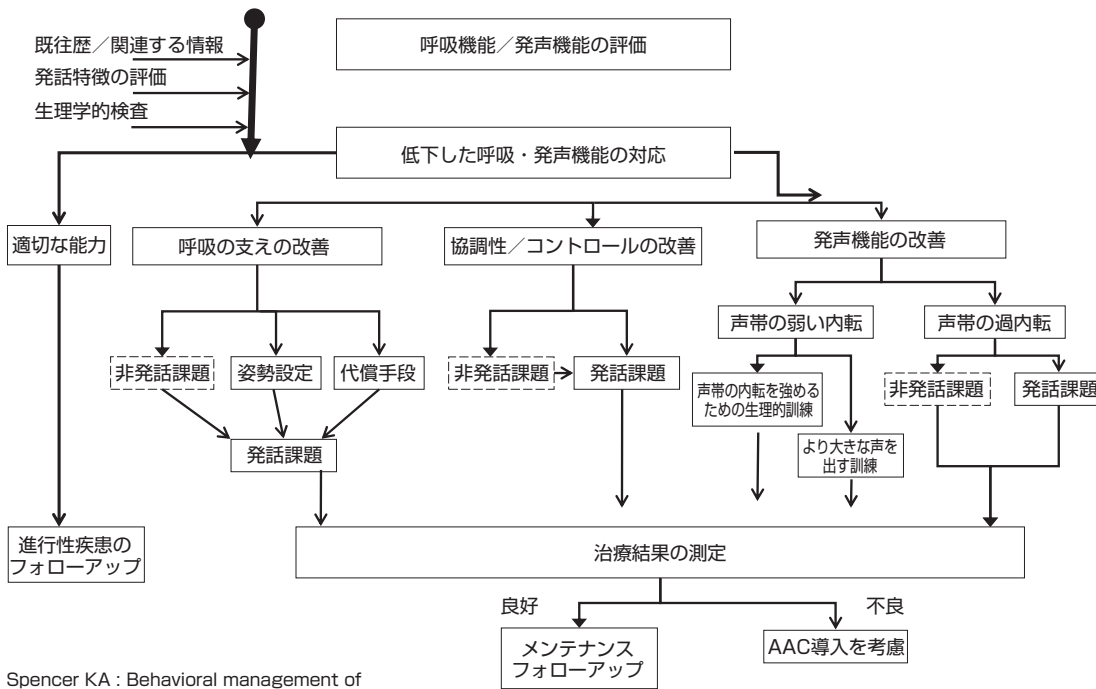 既往歴／関連する情報
発話特徴の評価
生理学的検査
呼吸機能／発声機能の評価
低下した呼吸・発声機能の対応
適切な能力
呼吸の支えの改善
協調性／コントロールの改善
発声機能の改善
声帯の弱い内転
声帯の過内転
非発話課題
姿勢設定
代償手段
非発話課題
発話課題
声帯の内転を強める
ための生理的訓練
非発話課題
発話課題
発話課題
より大きな声を
出す訓練
進行性疾患の
フォローアップ
治療結果の測定
良好
不良
メンテナンス
フォローアップ
AAC導入を考慮
Spencer KA : Behavioral management of